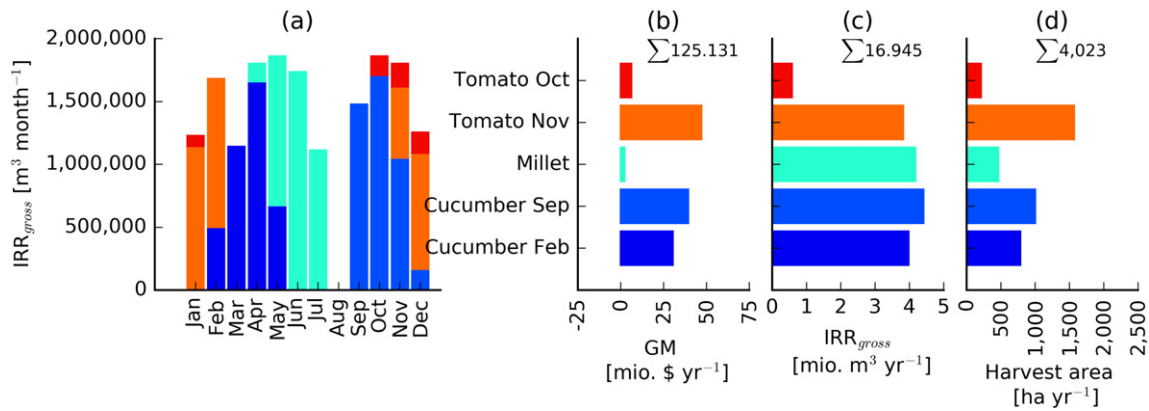 (a)
IRR_gross [m³ month⁻¹]
2,000,000
1,500,000
1,000,000
500,000
0
Jan
Feb
Mar
Apr
May
Jun
Jul
Aug
Sep
Oct
Nov
Dec
Tomato Oct
Tomato Nov
Millet
Cucumber Sep
Cucumber Feb
(b)
∑125.131
-25
0
25
50
75
GM
[mio. $ yr⁻¹]
(c)
∑16.945
0 1 2 3 4 5
IRR_gross
[mio. m³ yr⁻¹]
(d)
∑4,023
0
500
1,000
1,500
2,000
2,500
Harvest area
[ha yr⁻¹]